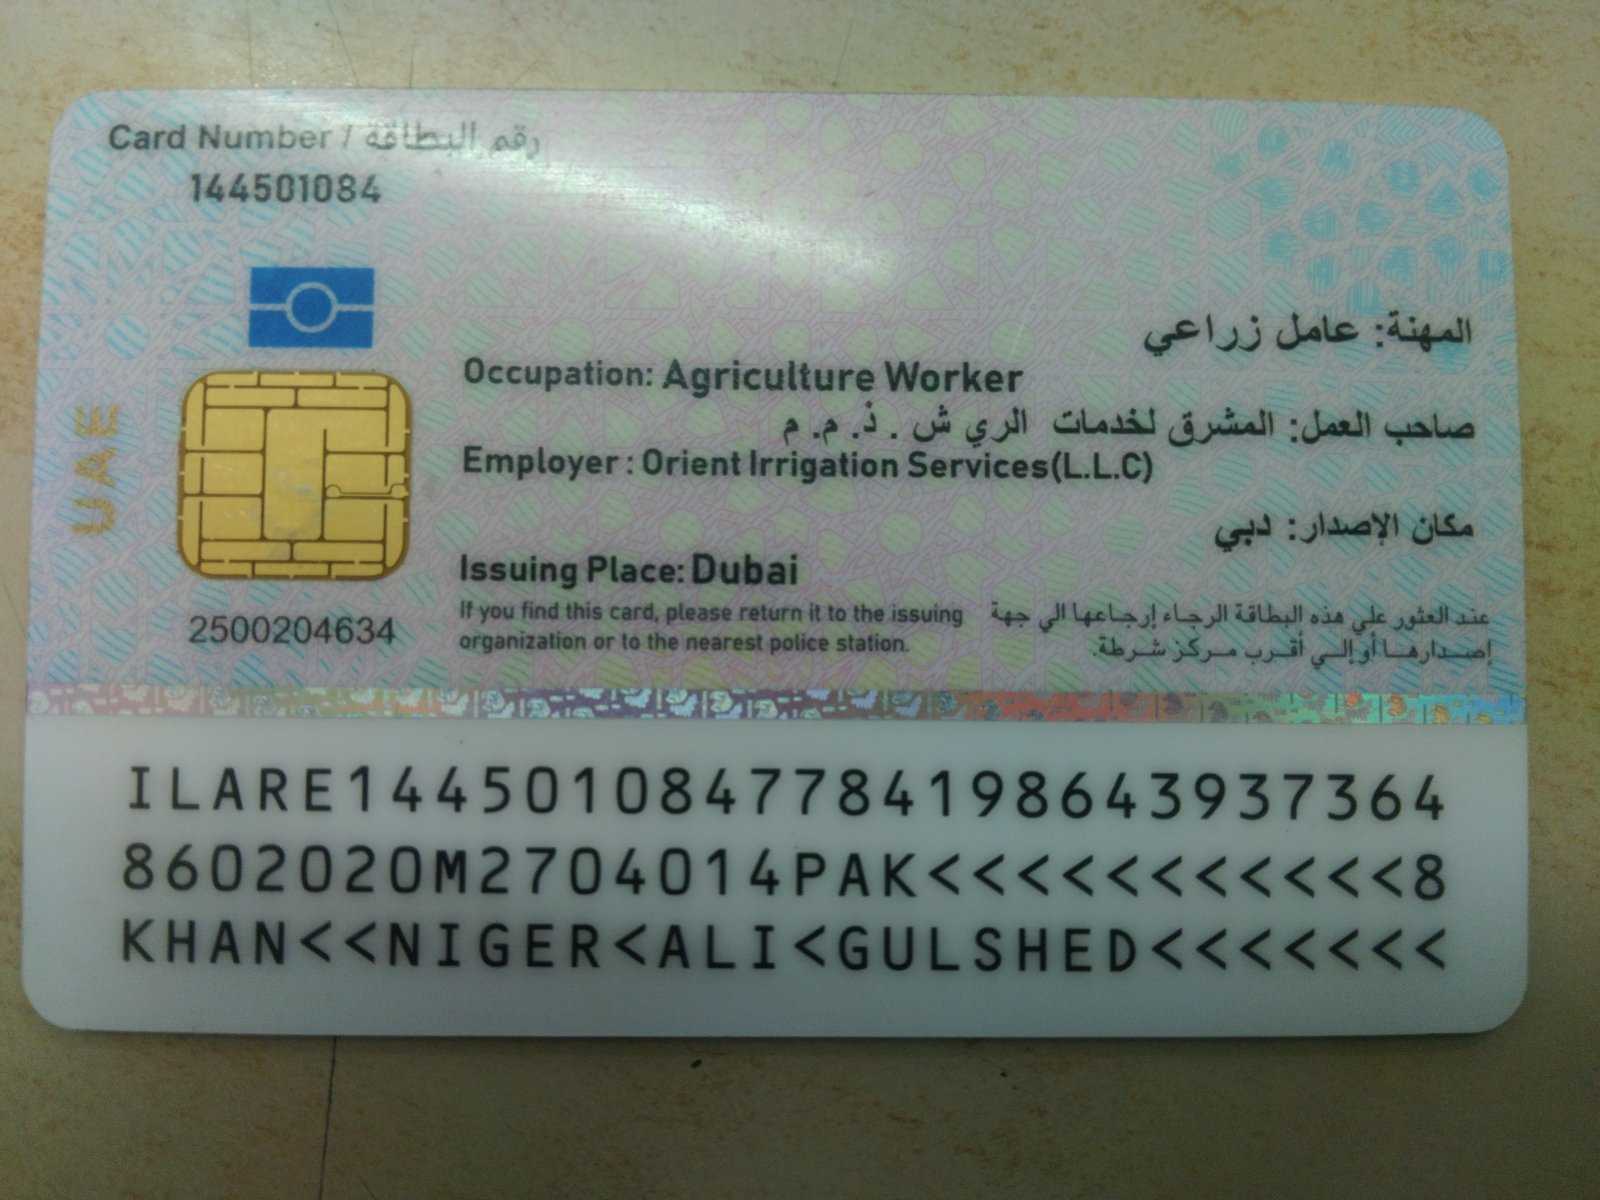 Card Number / رقم البطاقة
144501084
المهنة: عامل زراعي
Occupation: Agriculture Worker
صاحب العمل: المشرق لخدمات الري ش . ذ. م. م
Employer : Orient Irrigation Services(L.L.C)
مكان الإصدار: دبي
Issuing Place: Dubai
UAE
2500204634
If you find this card, please return it to the issuing
organization or to the nearest police station.
عند العثور علي هذه البطاقة الرجاء إرجاعها الي جهة
إصدارها أو إلي أقرب مركز شرطة.
ILARE1445010847784198643937364
8602020M2704014PAK<<<<<<<<<<<8
KHAN<<NIGER<ALI<GULSHED<<<<<<<